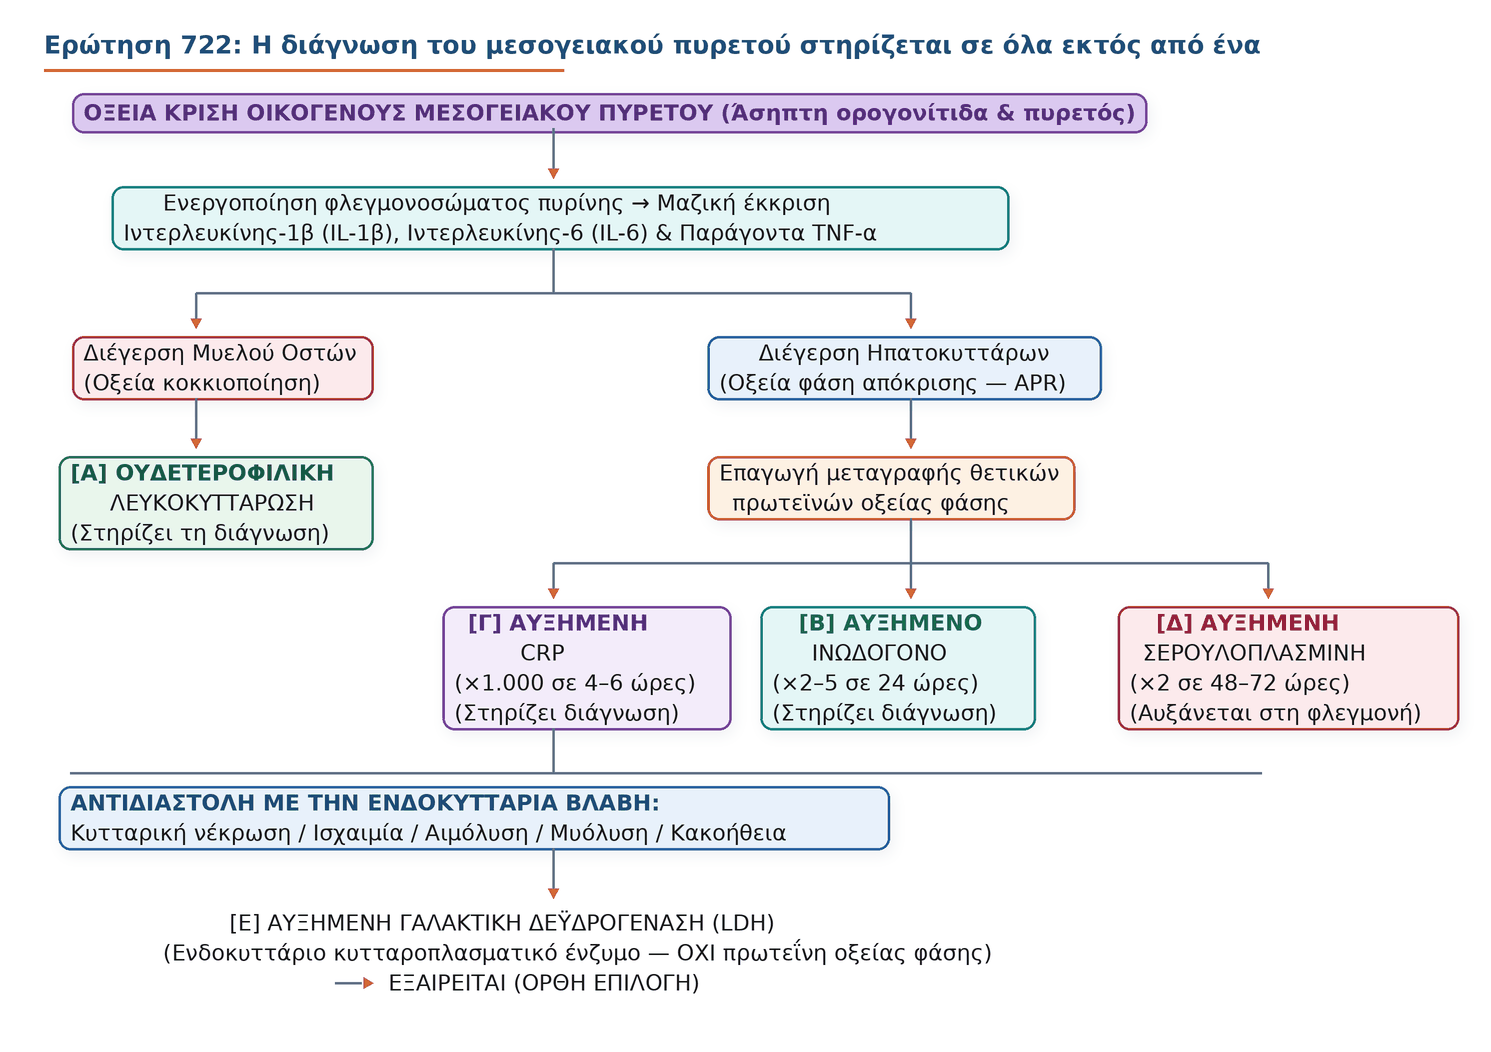 Ερώτηση 722: Η διάγνωση του μεσογειακού πυρετού στηρίζεται σε όλα εκτός από ένα
ΟΞΕΙΑ ΚΡΙΣΗ ΟΙΚΟΓΕΝΟΥΣ ΜΕΣΟΓΕΙΑΚΟΥ ΠΥΡΕΤΟΥ (Άσηπτη ορογονίτιδα & πυρετός)
Ενεργοποίηση φλεγμονοσώματος πυρίνης → Μαζική έκκριση
Ιντερλευκίνης-1β (IL-1β), Ιντερλευκίνης-6 (IL-6) & Παράγοντα TNF-α
Διέγερση Μυελού Οστών
(Οξεία κοκκιοποίηση)
Διέγερση Ηπατοκυττάρων
(Οξεία φάση απόκρισης — APR)
[Α] ΟΥΔΕΤΕΡΟΦΙΛΙΚΗ
ΛΕΥΚΟΚΥΤΤΑΡΩΣΗ
(Στηρίζει τη διάγνωση)
Επαγωγή μεταγραφής θετικών
πρωτεϊνών οξείας φάσης
[Γ] ΑΥΞΗΜΕΝΗ
CRP
(×1.000 σε 4–6 ώρες)
(Στηρίζει διάγνωση)
[Β] ΑΥΞΗΜΕΝΟ
ΙΝΩΔΟΓΟΝΟ
(×2–5 σε 24 ώρες)
(Στηρίζει διάγνωση)
[Δ] ΑΥΞΗΜΕΝΗ
ΣΕΡΟΥΛΟΠΛΑΣΜΙΝΗ
(×2 σε 48–72 ώρες)
(Αυξάνεται στη φλεγμονή)
ΑΝΤΙΔΙΑΣΤΟΛΗ ΜΕ ΤΗΝ ΕΝΔΟΚΥΤΤΑΡΙΑ ΒΛΑΒΗ:
Κυτταρική νέκρωση / Ισχαιμία / Αιμόλυση / Μυόλυση / Κακοήθεια
[Ε] ΑΥΞΗΜΕΝΗ ΓΑΛΑΚΤΙΚΗ ΔΕΫΔΡΟΓΕΝΑΣΗ (LDH)
(Ενδοκυττάριο κυτταροπλασματικό ένζυμο — ΟΧΙ πρωτεΐνη οξείας φάσης)
ΕΞΑΙΡΕΙΤΑΙ (ΟΡΘΗ ΕΠΙΛΟΓΗ)